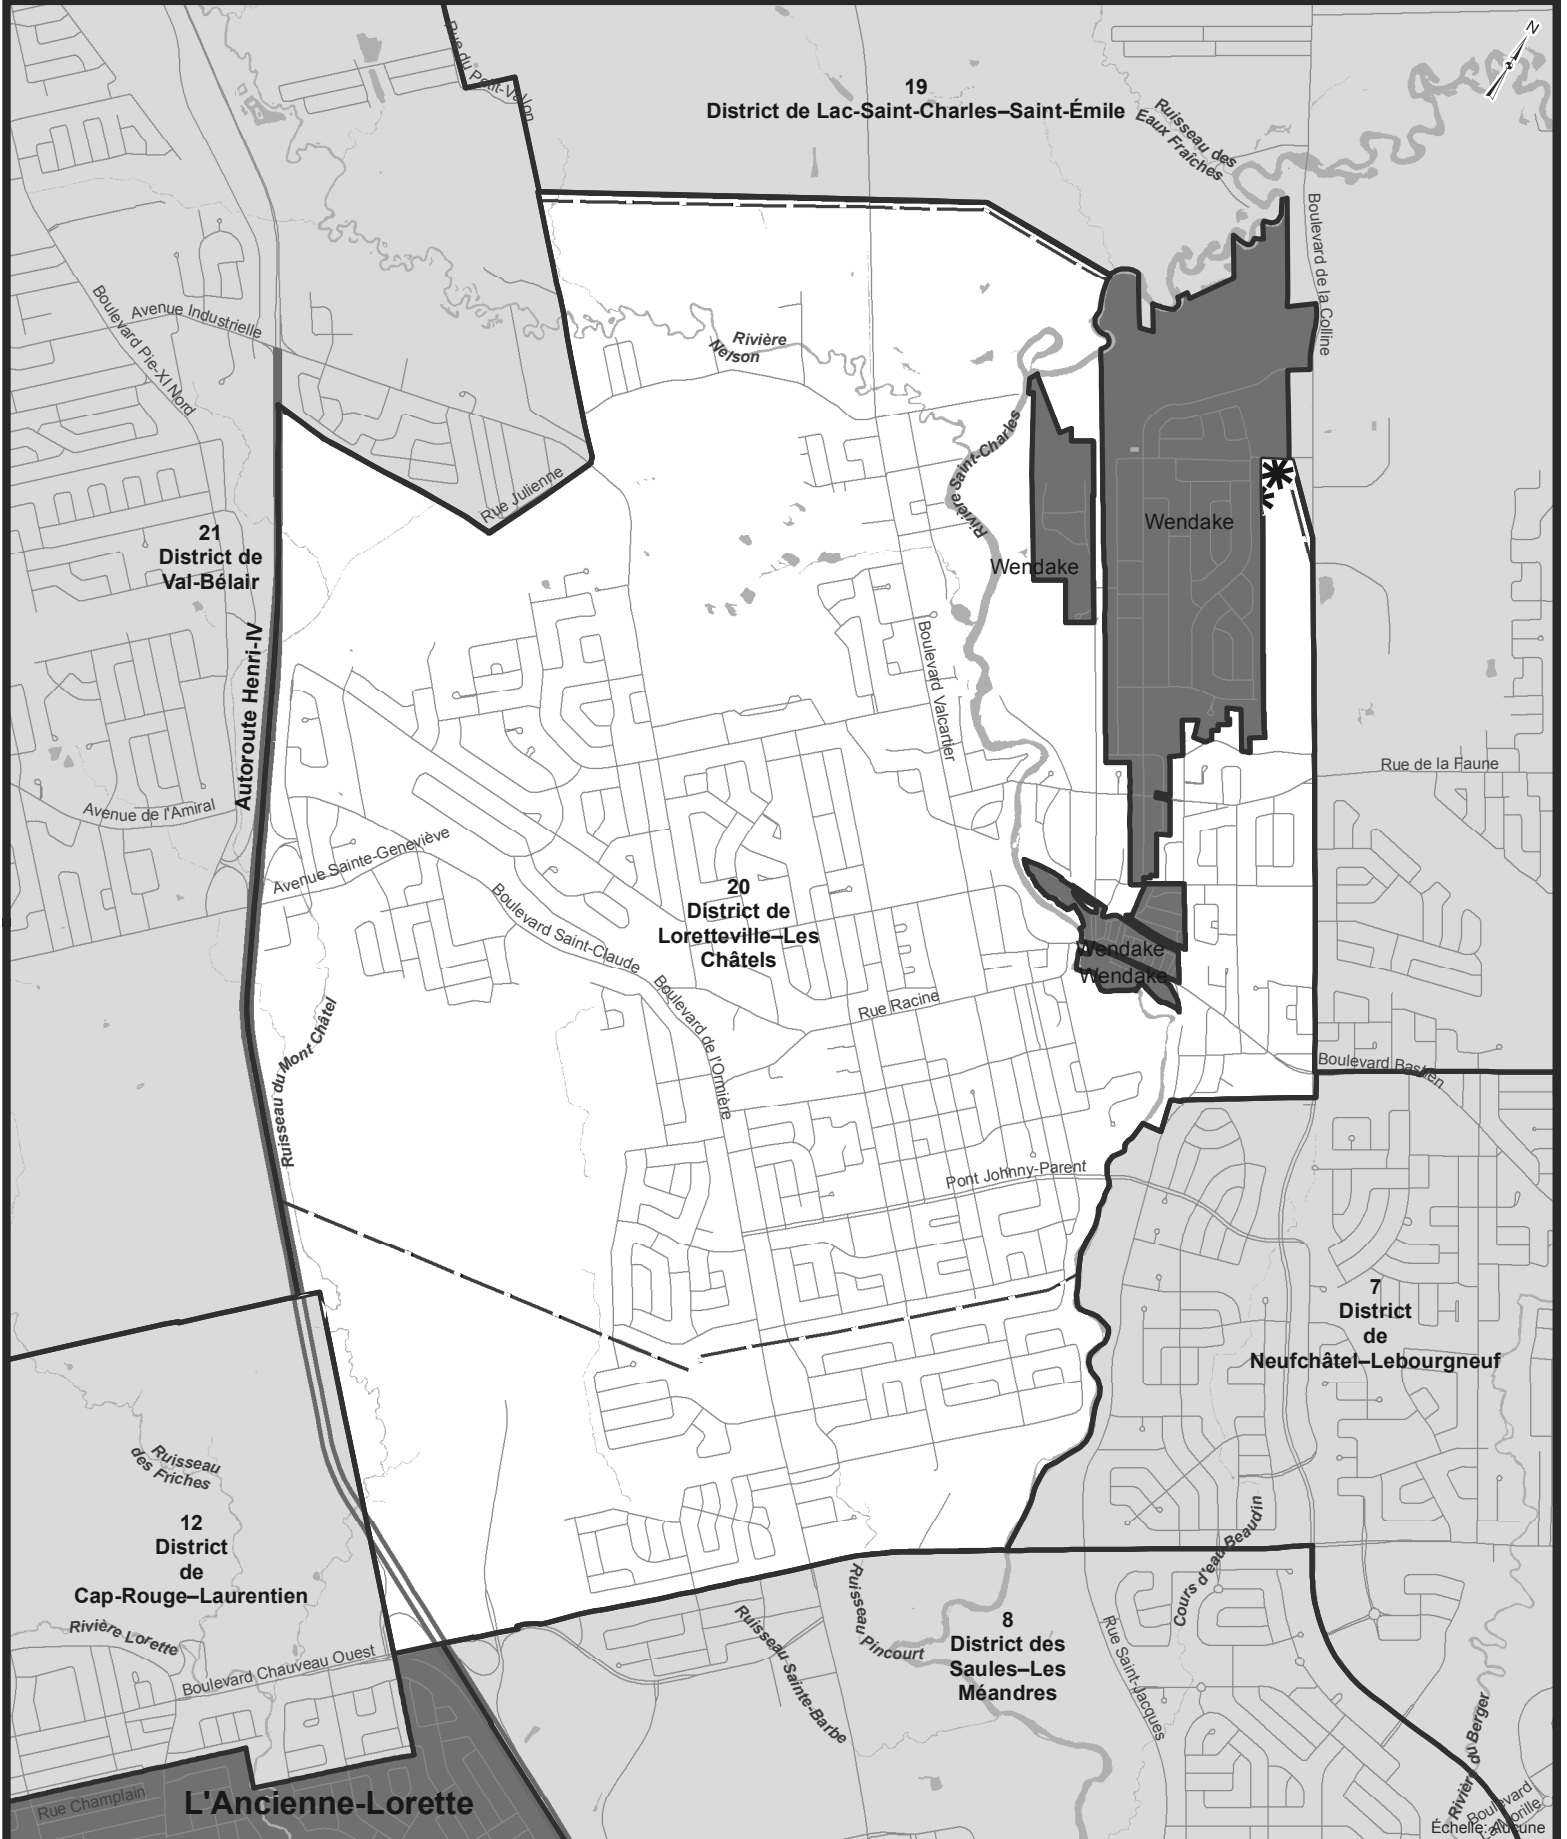 N
Rue du Petit-Vallon
19
District de Lac-Saint-Charles–Saint-Émile
Ruisseau des
Eaux Fraîches
Boulevard de la Colline
Avenue Industrielle
Boulevard Pie-XI Nord
Rivière
Nelson
Rivière Saint-Charles
Rivière
Rue Julienne
Wendake
Wendake
21
District de
Val-Bélair
Autoroute Henri-IV
Boulevard Valcartier
Rue de la Faune
Avenue de l'Amiral
Avenue Sainte-Geneviève
20
District de
Loretteville–Les
Châtels
Boulevard Saint-Claude
Wendake
Wendake
Boulevard de l'Ormière
Rue Racine
Ruisseau du Mont Châtel
Boulevard Bastien
Pont Johnny-Parent
7
District
de
Neufchâtel–Lebourgneuf
Ruisseau
des Friches
12
District
de
Cap-Rouge–Laurentien
Cours d'eau Beaudin
Rivière Lorette
Boulevard Chauveau Ouest
Ruisseau Pincourt
Ruisseau Sainte-Barbe
8
District des
Saules–Les
Méandres
Rue Saint-Jacques
Rivière du Berger
Rue Champlain
L'Ancienne-Lorette
Boulevard
Échelle: Aucune